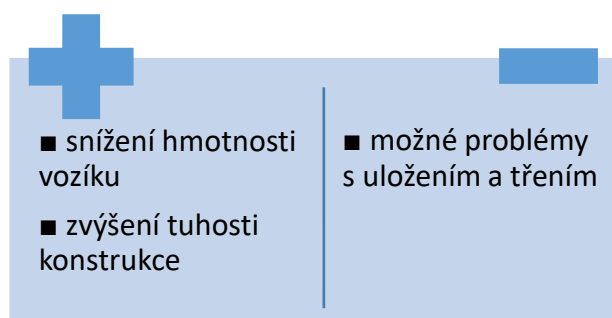 ■ snížení hmotnosti
vozíku
■ zvýšení tuhosti
konstrukce
■ možné problémy
s uložením a třením